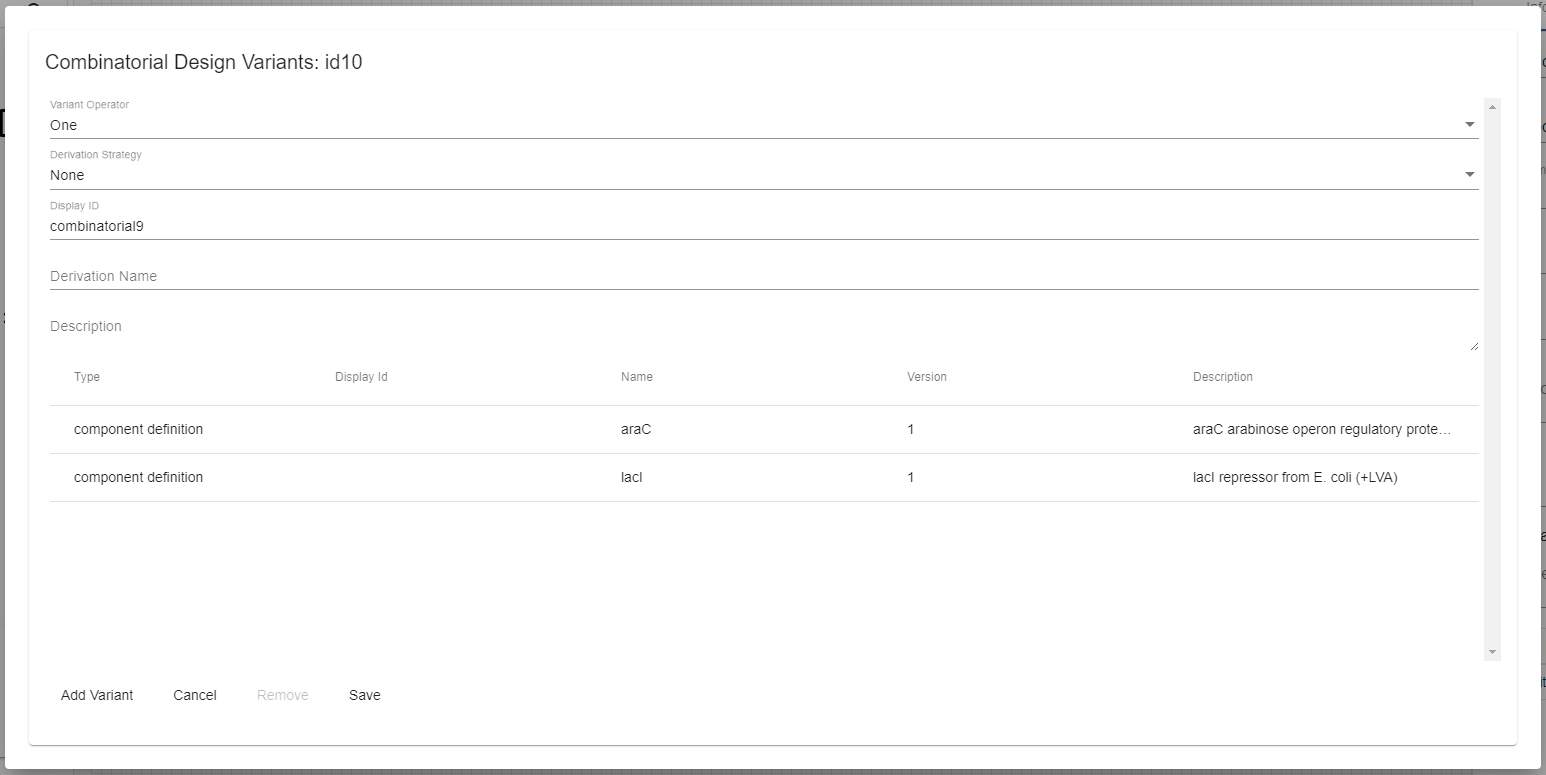 Combinatorial Design Variants: id10
Variant Operator
One
Derivation Strategy
None
Display ID
combinatorial9
Derivation Name
Description
Type Display Id Name Version Description
component definition araC 1 araC arabinose operon regulatory prote…
component definition lacI 1 lacI repressor from E. coli (+LVA)
Add Variant Cancel Remove Save